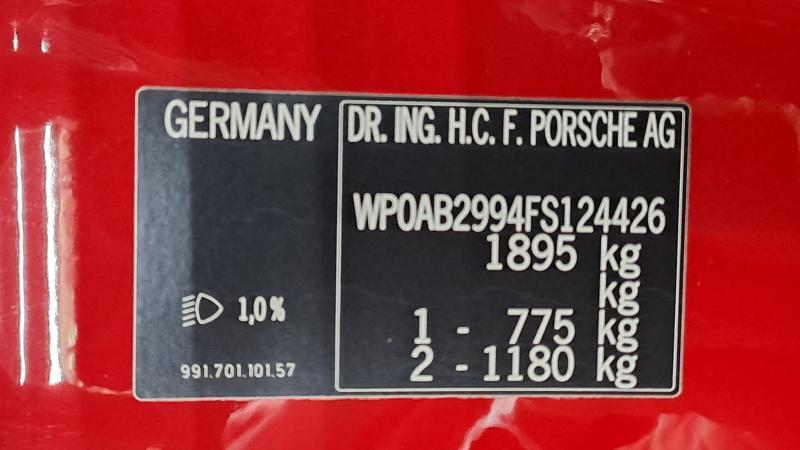 GERMANY
DR. ING. H.C. F. PORSCHE AG
WP0AB2994FS124426
1895 kg
kg
1 - 775 kg
2 - 1180 kg
1,0%
991.701.101.57